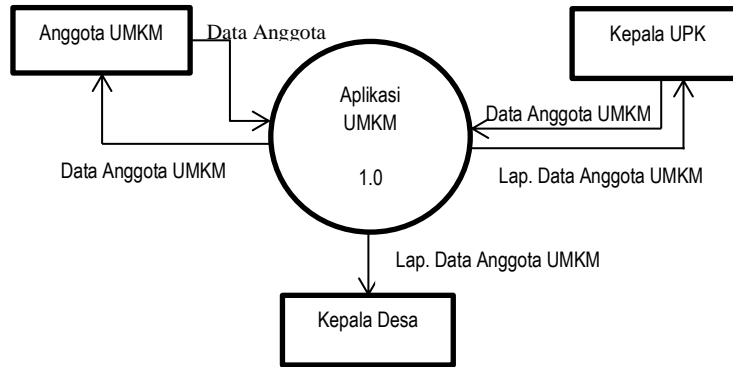 Anggota UMKM
Data Anggota
Kepala UPK
Aplikasi
UMKM
1.0
Data Anggota UMKM
Data Anggota UMKM
Lap. Data Anggota UMKM
Lap. Data Anggota UMKM
Kepala Desa